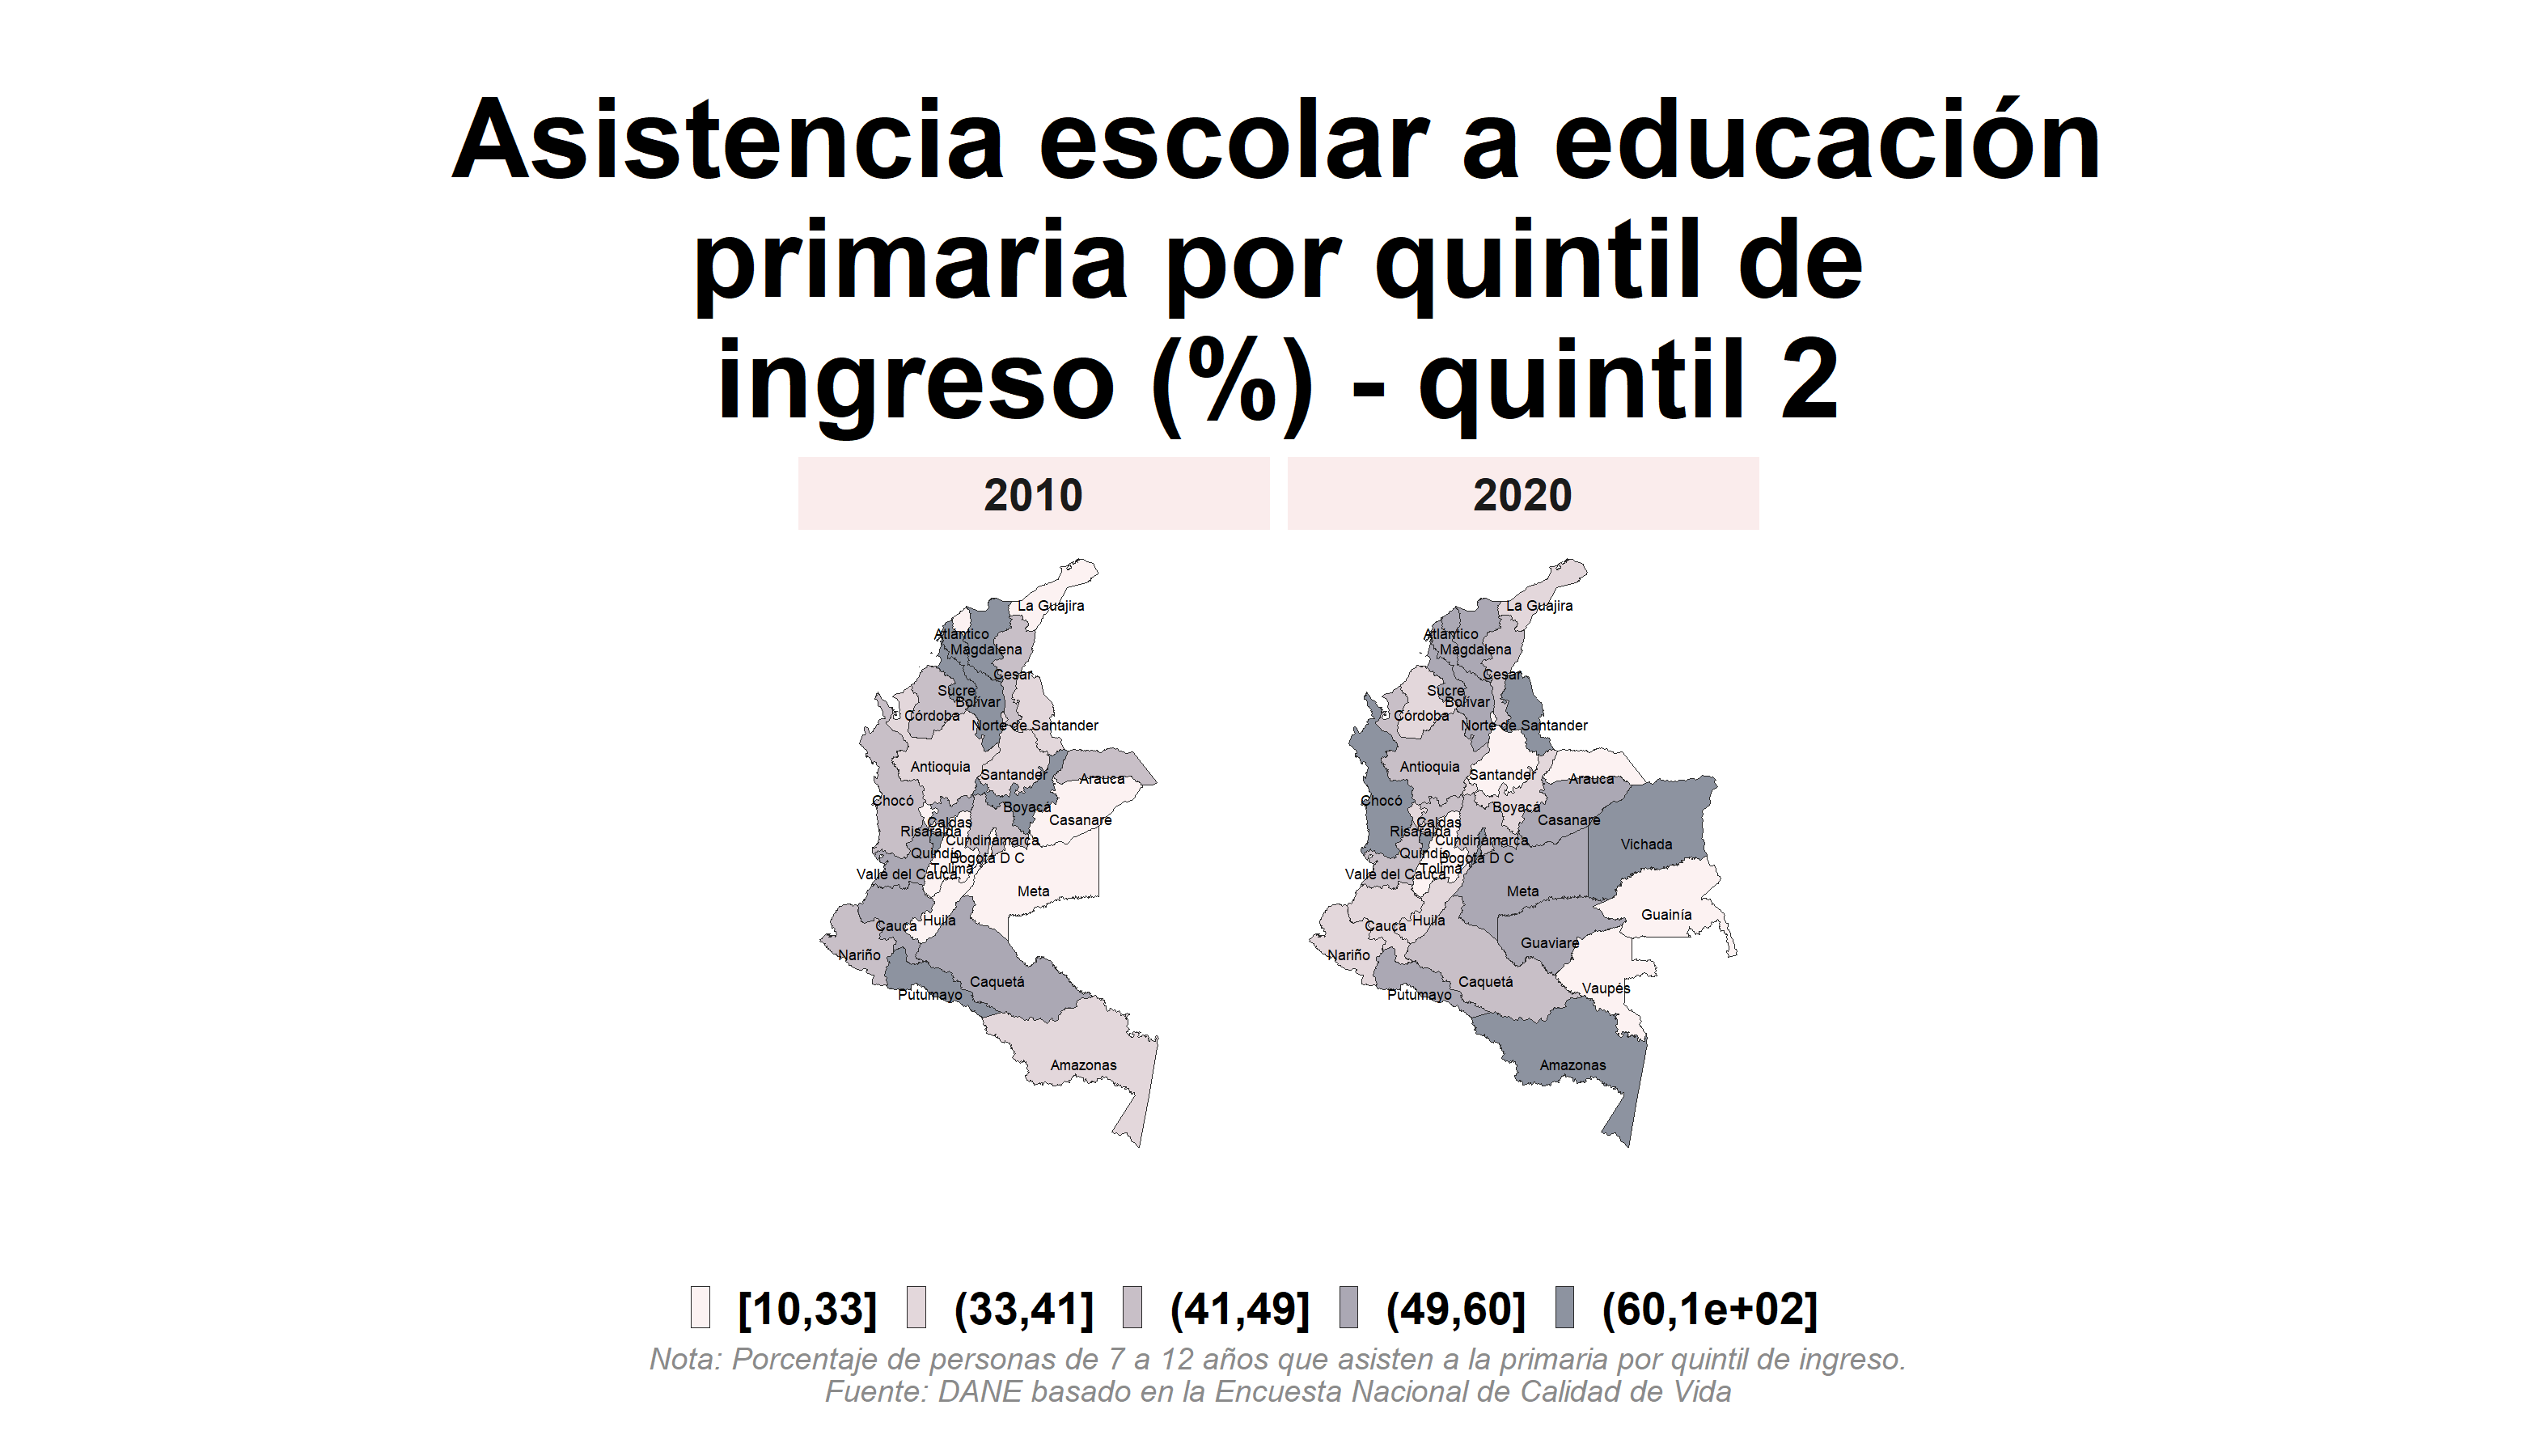 Asistencia escolar a educación
primaria por quintil de
ingreso (%) - quintil 2
2010
2020
La Guajira
Atlántico
Magdalena
Cesar
Sucre
Bolívar
Córdoba
Norte de Santander
Antioquia
Santander
Arauca
Chocó
Boyacá
Casanare
Caldas
Risaralda
Cundinamarca
Quindío
Bogotá D C
Tolima
Valle del Cauca
Meta
Huila
Cauca
Nariño
Caquetá
Putumayo
Amazonas
La Guajira
Atlántico
Magdalena
Cesar
Sucre
Bolívar
Córdoba
Norte de Santander
Antioquia
Santander
Arauca
Chocó
Boyacá
Casanare
Caldas
Risaralda
Cundinamarca
Vichada
Quindío
Bogotá D C
Tolima
Valle del Cauca
Meta
Guainía
Huila
Cauca
Guaviare
Nariño
Caquetá
Vaupés
Putumayo
Amazonas
[10,33] (33,41] (41,49] (49,60] (60,1e+02]
Nota: Porcentaje de personas de 7 a 12 años que asisten a la primaria por quintil de ingreso.
Fuente: DANE basado en la Encuesta Nacional de Calidad de Vida